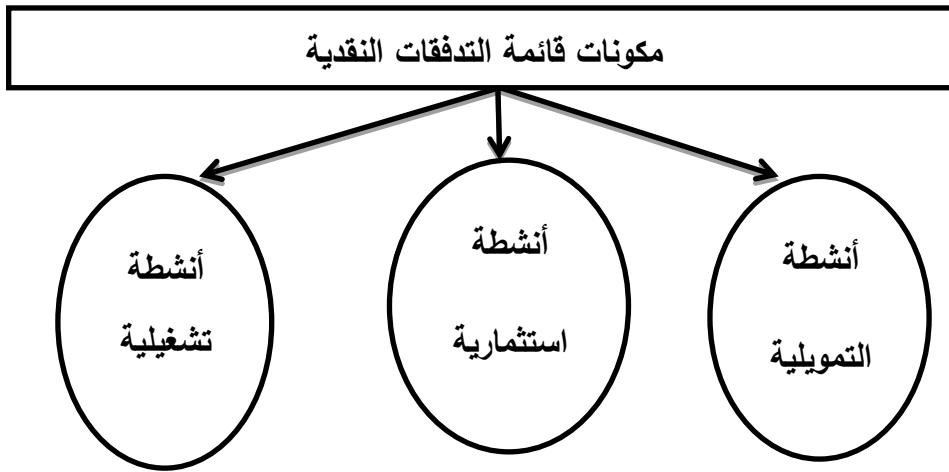 مكونات قائمة التدفقات النقدية
أنشطة
التمويلية
أنشطة
استثمارية
أنشطة
تشغيلية